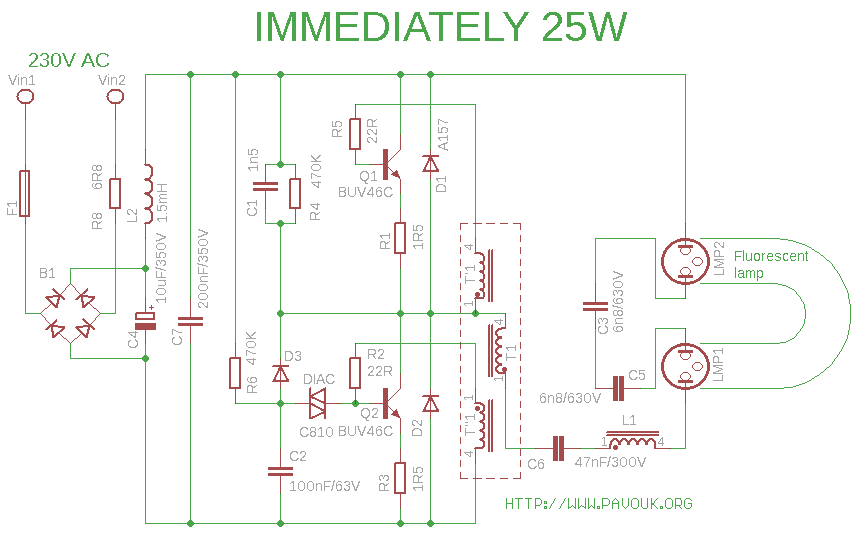 IMMEDIATELY 25W
230V AC
Vin1
Vin2
F1
6R8
R8
L2
1.5mH
B1
10uF/350V
+
C4
200nF/350V
C7
1n5
C1
470K
R4
R5
22R
A157
D1
Q1
BUV46C
R1
1R5
4
T'1
1
4
T1
1
1
T''1
4
470K
R6
D3
DIAC
C810
R2
22R
Q2
BUV46C
D2
C2
100nF/63V
R3
1R5
C3
6n8/630V
C5
6n8/630V
L1
1
4
C6
47nF/300V
LMP2
LMP1
Fluorescent
lamp
HTTP://WWW.PAVOUK.ORG